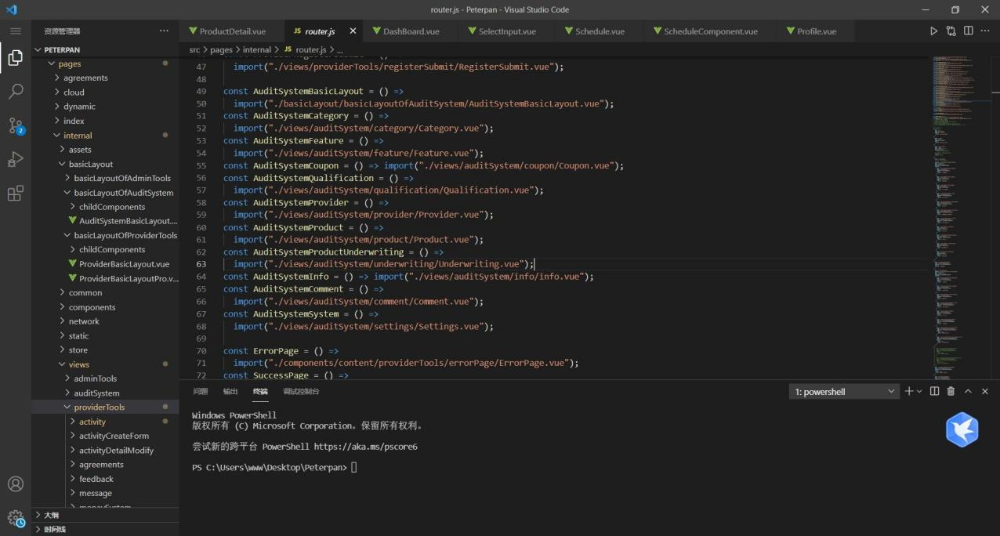 router.js - Peterpan - Visual Studio Code
资源管理器
ProductDetail.vue
JS router.js
DashBoard.vue
SelectInput.vue
Schedule.vue
ScheduleComponent.vue
Profile.vue
PETERPAN
pages
agreements
cloud
dynamic
index
internal
assets
basicLayout
basicLayoutOfAdminTools
basicLayoutOfAuditSystem
childComponents
AuditSystemBasicLayout....
basicLayoutOfProviderTools
childComponents
ProviderBasicLayout.vue
ProviderBasicLayoutPro.v...
common
components
network
static
store
views
adminTools
auditSystem
providerTools
activity
activityCreateForm
activityDetailModify
agreements
feedback
message
大纲
时间线
2
src > pages > internal > JS router.js > ...
47 import("./views/providerTools/registerSubmit/RegisterSubmit.vue");
48
49 const AuditSystemBasicLayout = () =>
50 import("./basicLayout/basicLayoutOfAuditSystem/AuditSystemBasicLayout.vue");
51 const AuditSystemCategory = () =>
52 import("./views/auditSystem/category/Category.vue");
53 const AuditSystemFeature = () =>
54 import("./views/auditSystem/feature/Feature.vue");
55 const AuditSystemCoupon = () => import("./views/auditSystem/coupon/Coupon.vue");
56 const AuditSystemQualification = () =>
57 import("./views/auditSystem/qualification/Qualification.vue");
58 const AuditSystemProvider = () =>
59 import("./views/auditSystem/provider/Provider.vue");
60 const AuditSystemProduct = () =>
61 import("./views/auditSystem/product/Product.vue");
62 const AuditSystemProductUnderwriting = () =>
63 import("./views/auditSystem/underwriting/Underwriting.vue");
64 const AuditSystemInfo = () => import("./views/auditSystem/info/info.vue");
65 const AuditSystemComment = () =>
66 import("./views/auditSystem/comment/Comment.vue");
67 const AuditSystemSystem = () =>
68 import("./views/auditSystem/settings/Settings.vue");
69
70 const ErrorPage = () =>
71 import("./components/content/providerTools/errorPage/ErrorPage.vue");
72 const SuccessPage = () =>
问题 输出 终端 调试控制台
1: powershell
Windows PowerShell
版权所有 (C) Microsoft Corporation。保留所有权利。
尝试新的跨平台 PowerShell https://aka.ms/pscore6
PS C:\Users\www\Desktop\Peterpan>